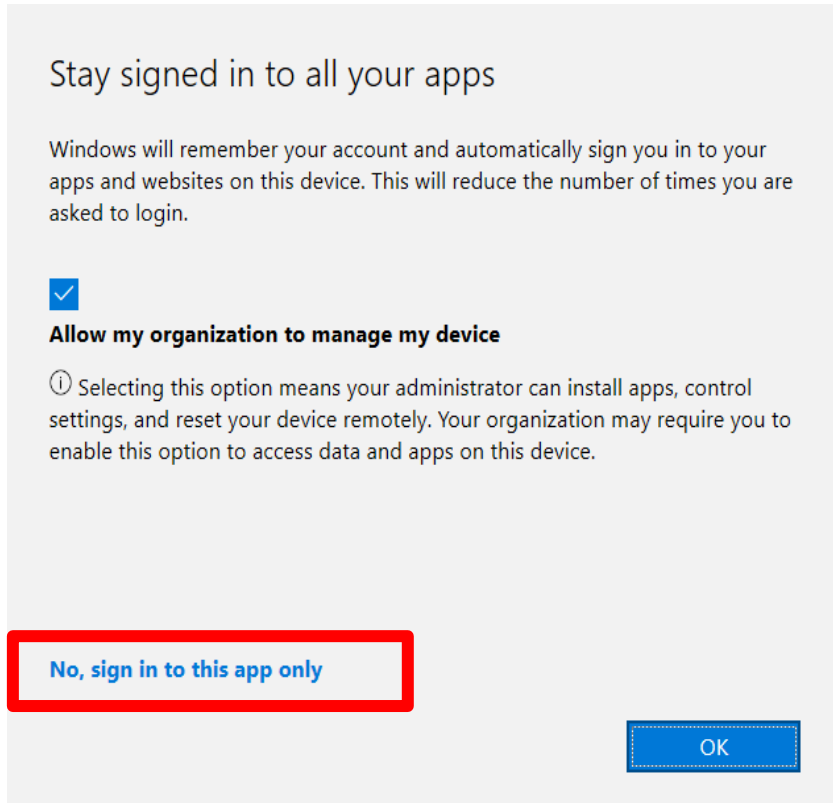 Stay signed in to all your apps
Windows will remember your account and automatically sign you in to your
apps and websites on this device. This will reduce the number of times you are
asked to login.
Allow my organization to manage my device
ⓘ Selecting this option means your administrator can install apps, control
settings, and reset your device remotely. Your organization may require you to
enable this option to access data and apps on this device.
No, sign in to this app only
OK